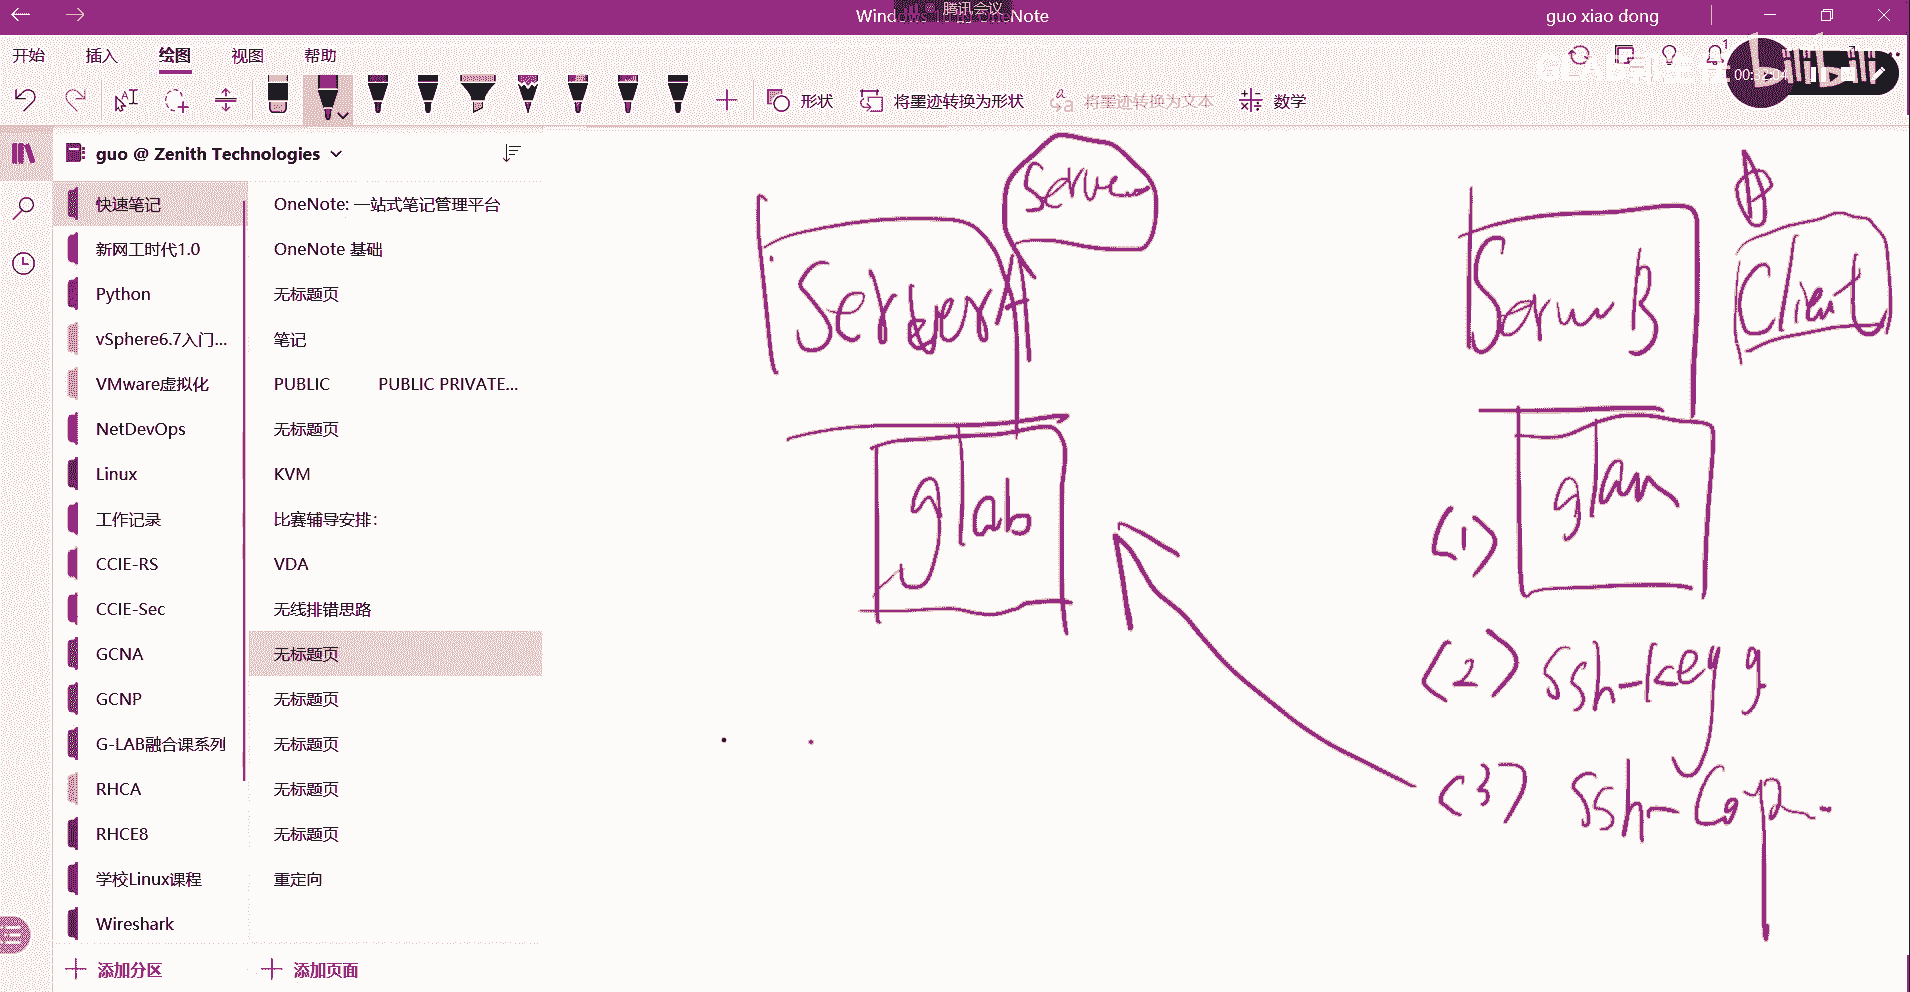 腾讯会议
guo xiao dong
开始 插入 绘图 视图 帮助
形状 将墨迹转换为形状 将墨迹转换为文本 数学
guo @ Zenith Technologies
快速笔记
新网工时代1.0
Python
vSphere6.7入门...
VMware虚拟化
NetDevOps
Linux
工作记录
CCIE-RS
CCIE-Sec
GCNA
GCNP
G-LAB融合课系列
RHCA
RHCE8
学校Linux课程
Wireshark
添加分区
OneNote: 一站式笔记管理平台
OneNote 基础
无标题页
笔记
PUBLIC PUBLIC PRIVATE...
无标题页
KVM
比赛辅导安排：
VDA
无线排错思路
无标题页
无标题页
无标题页
无标题页
无标题页
重定向
添加页面
Serve
Server A
glab
Server B
Client
(1)
(2) ssh-key g
(3) ssh-Cop..
bilibili